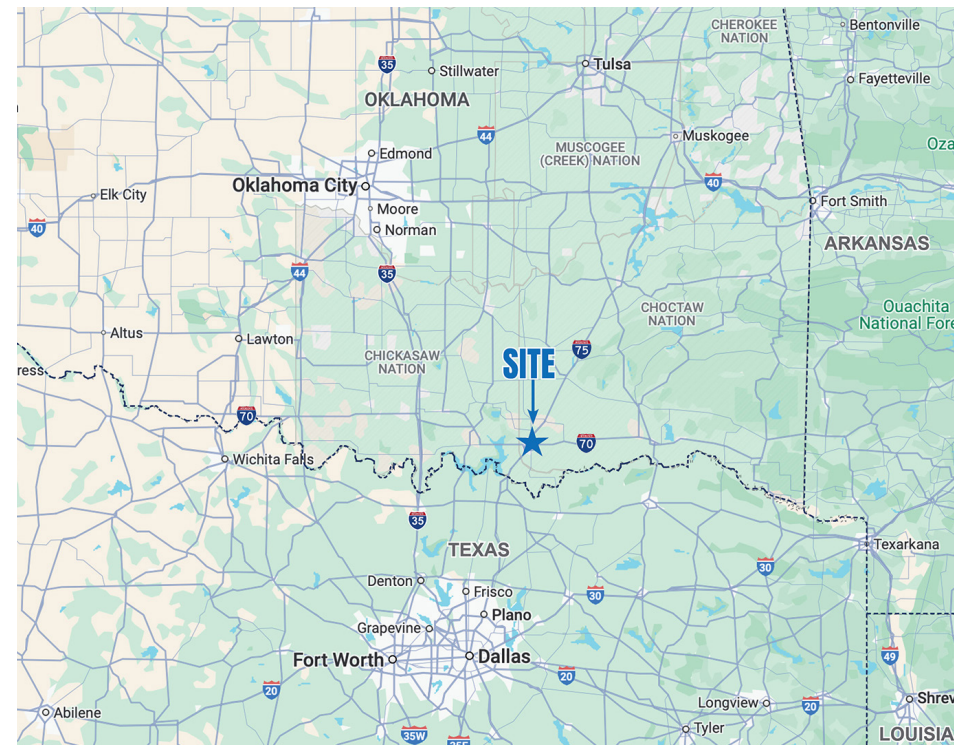 CHEROKEE
NATION
Bentonville
35
Stillwater
Tulsa
Fayetteville
OKLAHOMA
44
Muskogee
Edmond
MUSCOGEE
(CREEK) NATION
Oza
Oklahoma City
40
Elk City
Fort Smith
Moore
40
Norman
ARKANSAS
44
35
CHOCTAW
NATION
Ouachita
National Fore
Altus
Lawton
75
CHICKASAW
NATION
SITE
ress
70
70
Wichita Falls
35
TEXAS
Texarkana
30
Denton
Frisco
30
Plano
Grapevine
49
Fort Worth
Dallas
20
20
Longview
20
Shrev
Abilene
Tyler
35W
35E
LOUISIA